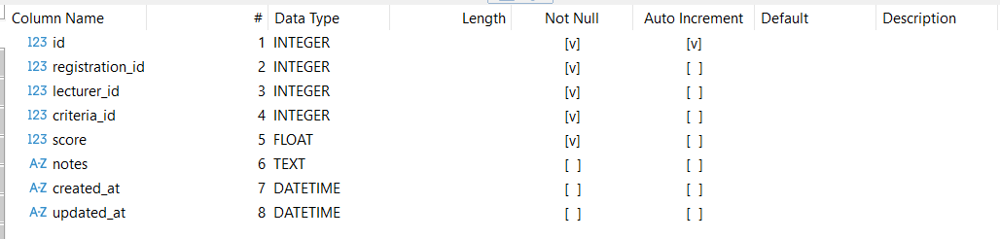 Column Name # Data Type Length Not Null Auto Increment Default Description
123 id 1 INTEGER [v] [v]
123 registration_id 2 INTEGER [v] [ ]
123 lecturer_id 3 INTEGER [v] [ ]
123 criteria_id 4 INTEGER [v] [ ]
123 score 5 FLOAT [v] [ ]
A-Z notes 6 TEXT [ ] [ ]
A-Z created_at 7 DATETIME [ ] [ ]
A-Z updated_at 8 DATETIME [ ] [ ]